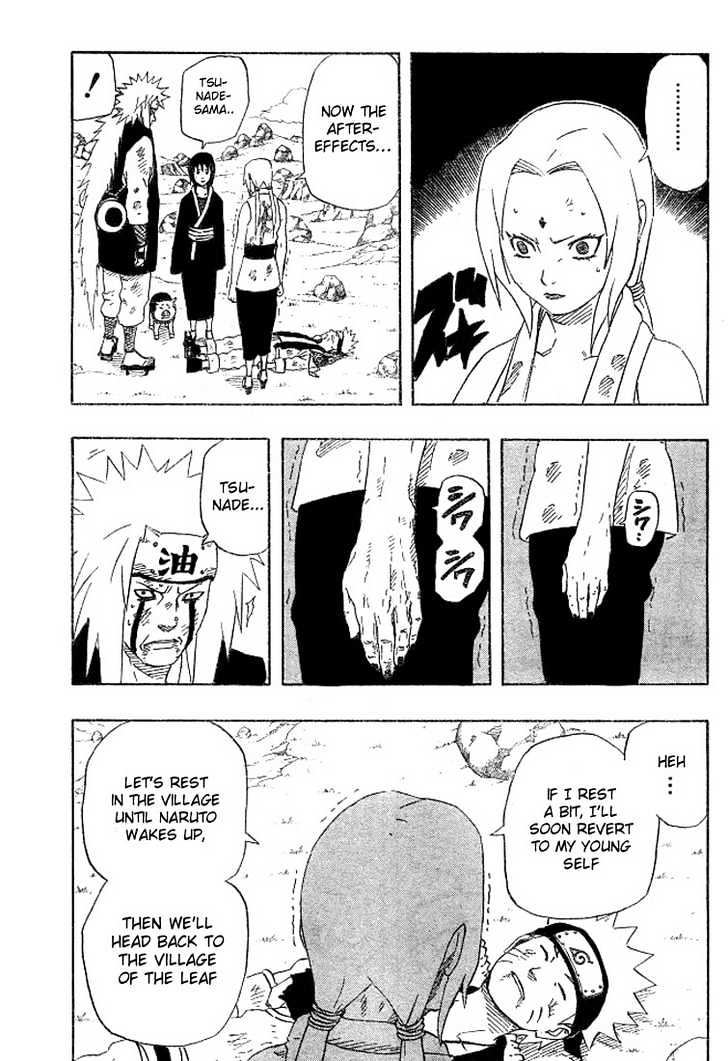 .........
ズキ
NOW THE
AFTER-
EFFECTS...
TSU-
NADE-
SAMA..
!
シワ...
シワ
シワ
TSU-
NADE...
油
HEH
...
IF I REST
A BIT, I'LL
SOON REVERT
TO MY YOUNG
SELF
LET'S REST
IN THE VILLAGE
UNTIL NARUTO
WAKES UP,
THEN WE'LL
HEAD BACK TO
THE VILLAGE
OF THE LEAF